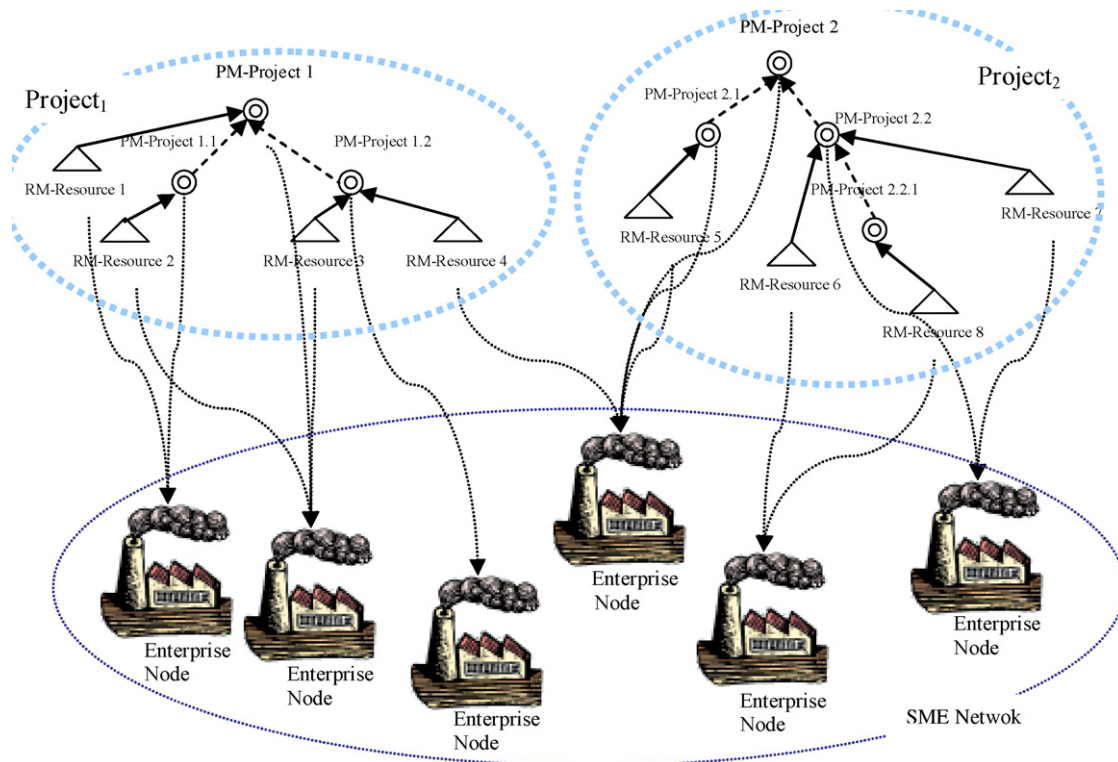 PM-Project 2
PM-Project 1
Project₁
Project₂
PM-Project 2.1
PM-Project 2.2
PM-Project 1.1
PM-Project 1.2
RM-Resource 1
PM-Project 2.2.1
RM-Resource 7
RM-Resource 2
RM-Resource 3
RM-Resource 4
RM-Resource 5
RM-Resource 6
RM-Resource 8
Enterprise
Node
Enterprise
Node
Enterprise
Node
Enterprise
Node
Enterprise
Node
Enterprise
Node
SME Netwok